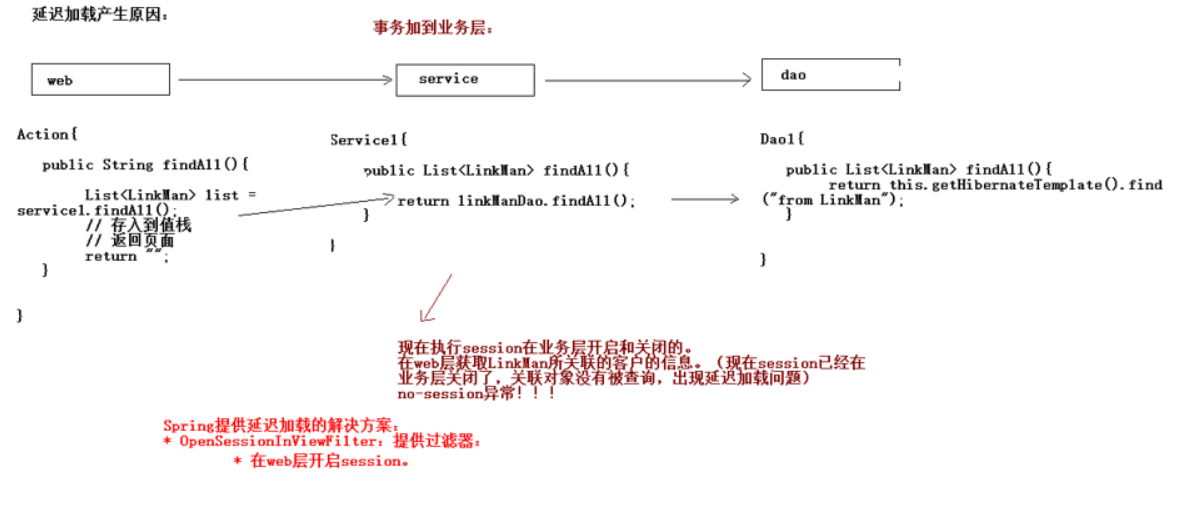 延迟加载产生原因：
事务加到业务层：
web
service
dao
Action{
public String findAll(){
List<LinkMan> list =
service1.findAll();
// 存入到值栈
// 返回页面
return "";
}
}
Service1{
public List<LinkMan> findAll(){
return linkManDao.findAll();
}
}
Dao1{
public List<LinkMan> findAll(){
return this.getHibernateTemplate().find
("from LinkMan");
}
}
现在执行session在业务层开启和关闭的。
在web层获取LinkMan所关联的客户的信息。（现在session已经在
业务层关闭了，关联对象没有被查询，出现延迟加载问题）
no-session异常！！！
Spring提供延迟加载的解决方案：
* OpenSessionInViewFilter：提供过滤器：
* 在web层开启session。